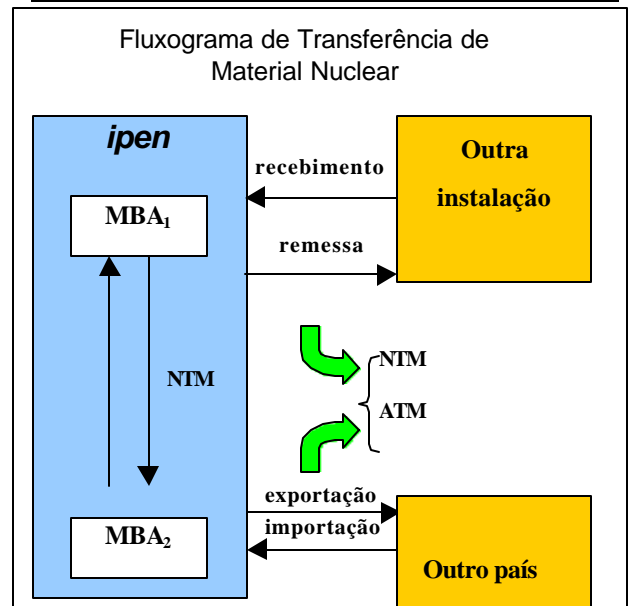 Fluxograma de Transferência de
Material Nuclear
ipen
MBA₁
NTM
MBA₂
recebimento
remessa
Outra
instalação
NTM
ATM
exportação
importação
Outro país